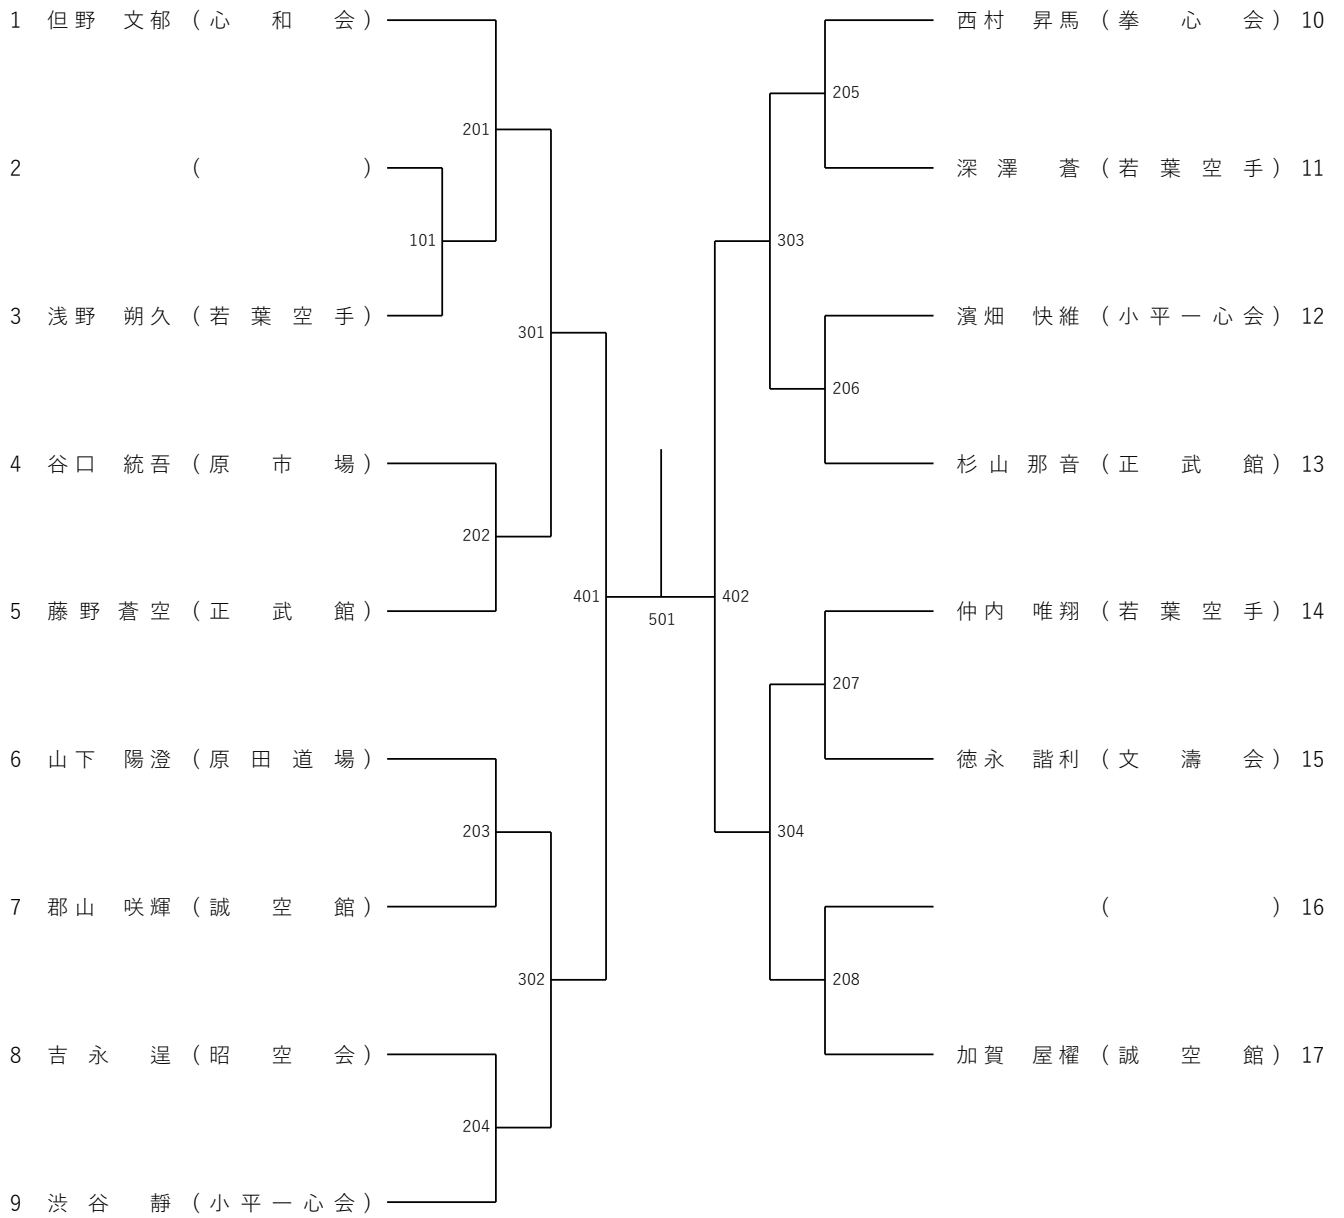 1 但野 文郁 (心和会)
201
2 ( )
101
3 浅野 朔久 (若葉空手)
301
4 谷口 統吾 (原市場)
202
5 藤野蒼空 (正武館)
401
501
6 山下 陽澄 (原田道場)
203
7 郡山 咲輝 (誠空館)
302
8 吉永 逞 (昭空会)
204
9 渋谷 靜 (小平一心会)
西村 昇馬 (拳心会) 10
205
深澤 蒼 (若葉空手) 11
303
濱畑 快維 (小平一心会) 12
206
杉山那音 (正武館) 13
402
仲内 唯翔 (若葉空手) 14
207
徳永 諧利 (文濤会) 15
304
( ) 16
208
加賀 屋櫂 (誠空館) 17